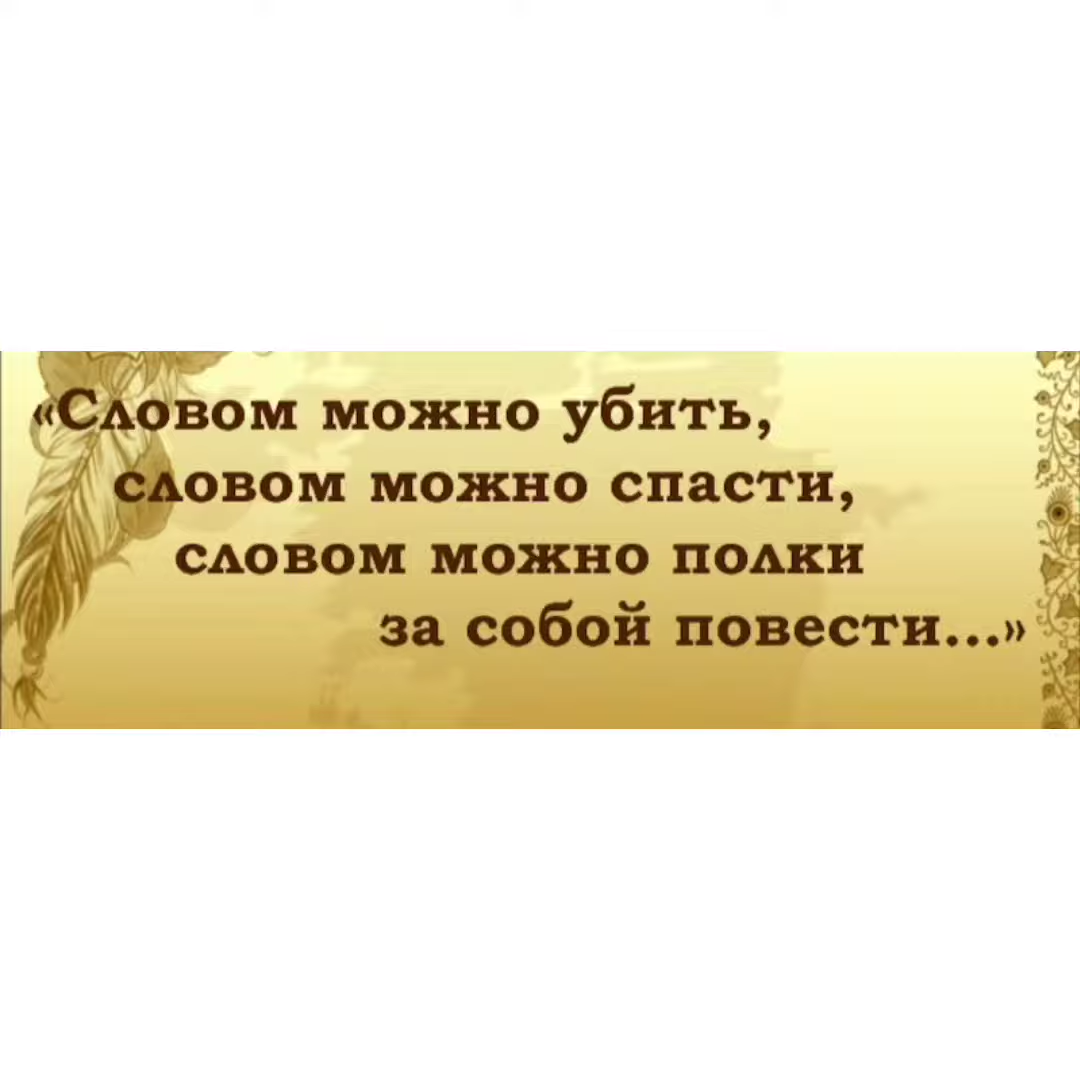 «Словом можно убить,
словом можно спасти,
словом можно полки
за собой повести...»